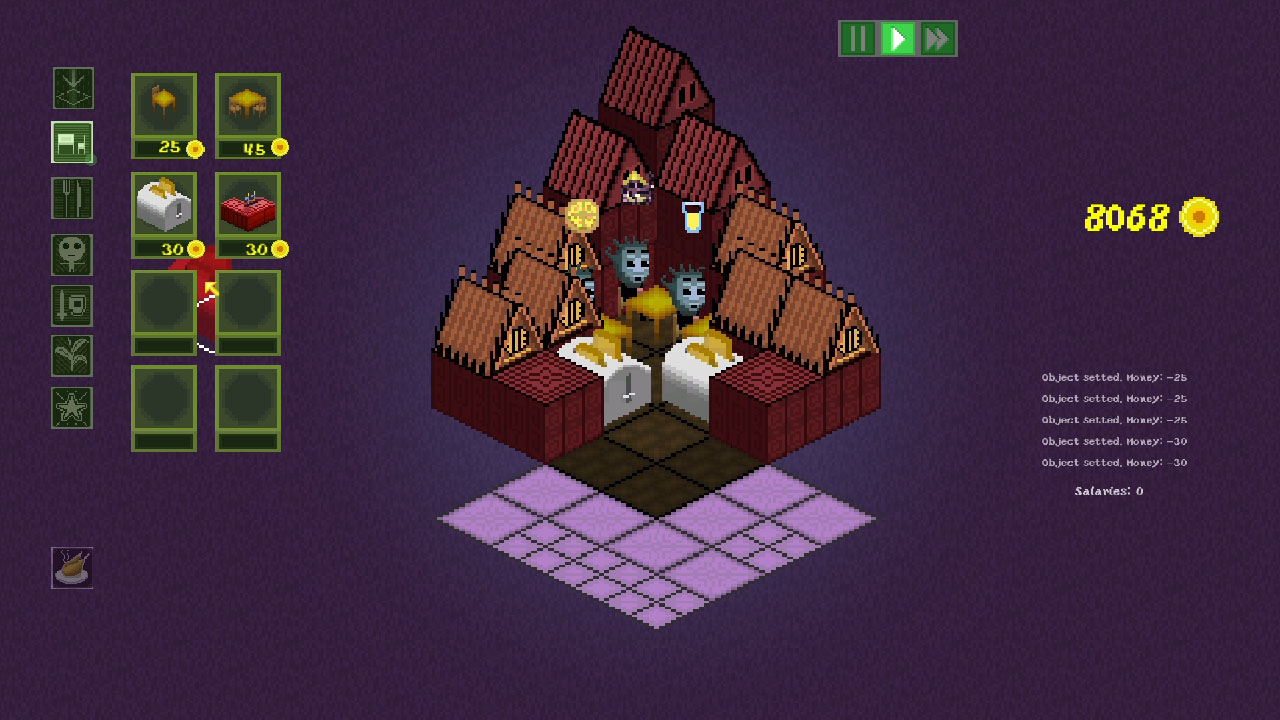 25
45
30
30
8068
Object setted, Money: -25
Object setted, Money: -25
Object setted, Money: -25
Object setted, Money: -30
Object setted, Money: -30
Salaries: 0